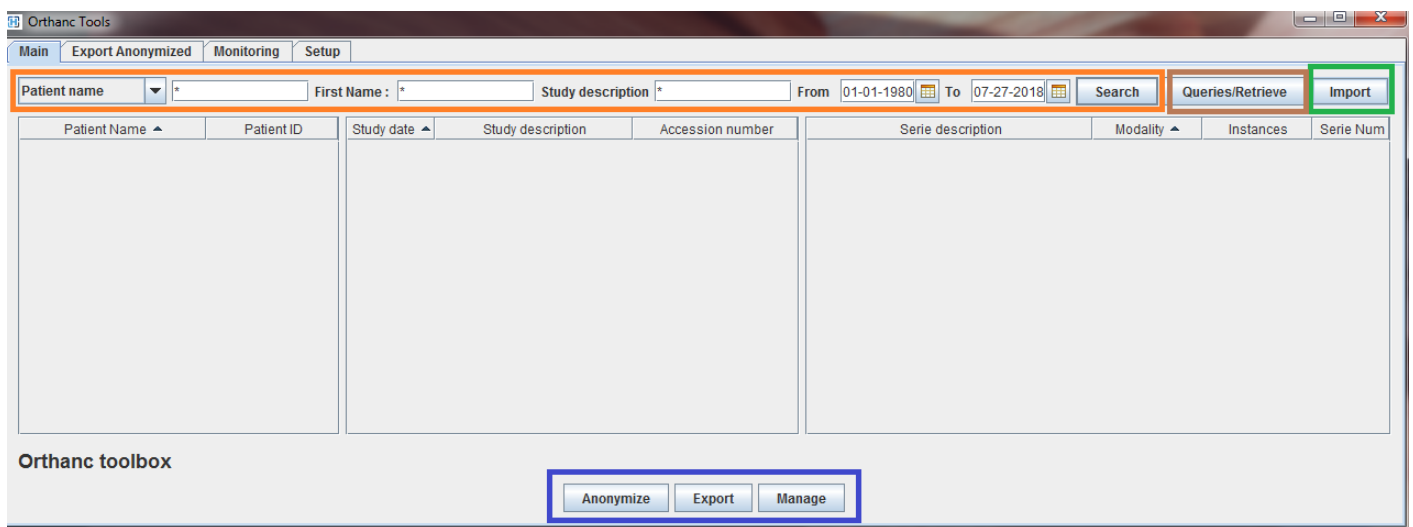 Orthanc Tools
Main Export Anonymized Monitoring Setup
Patient name * First Name : * Study description * From 01-01-1980 To 07-27-2018 Search Queries/Retrieve Import
Patient Name Patient ID Study date Study description Accession number Serie description Modality Instances Serie Num
Orthanc toolbox
Anonymize Export Manage